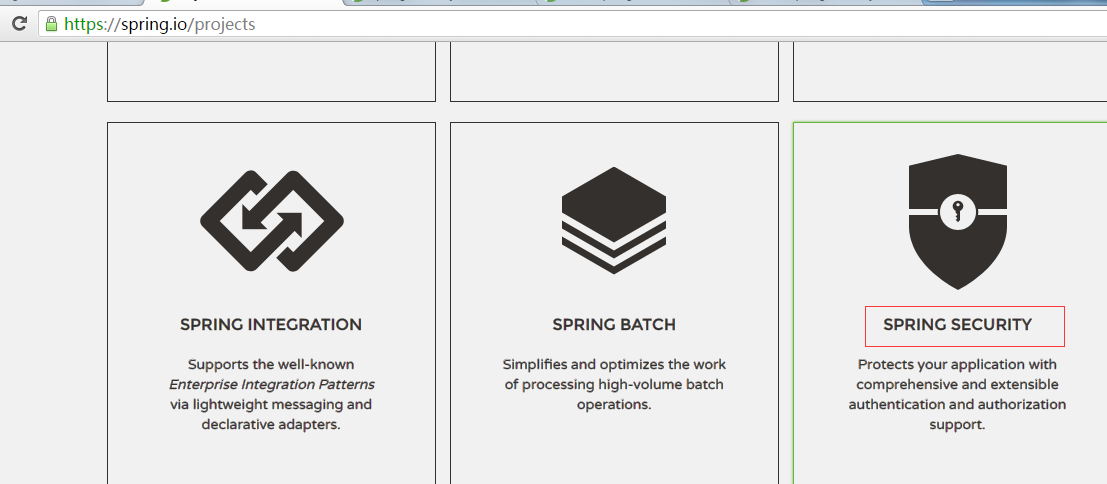 https://spring.io/projects
SPRING INTEGRATION
Supports the well-known
Enterprise Integration Patterns
via lightweight messaging and
declarative adapters.
SPRING BATCH
Simplifies and optimizes the work
of processing high-volume batch
operations.
SPRING SECURITY
Protects your application with
comprehensive and extensible
authentication and authorization
support.